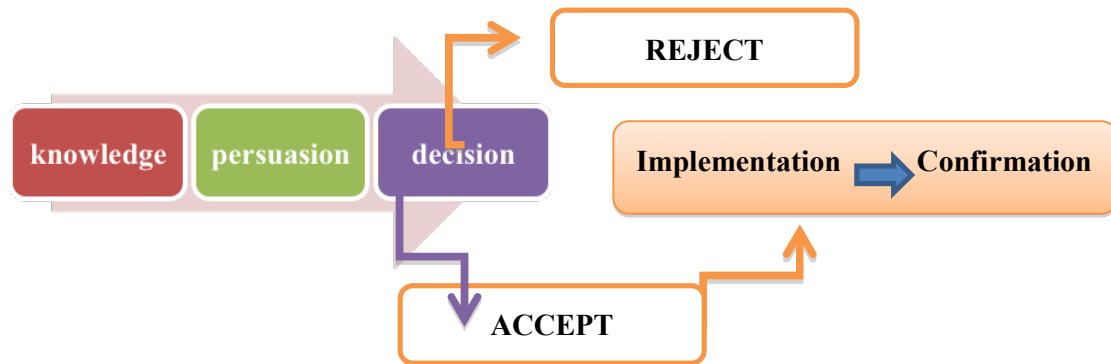 REJECT
knowledge
persuasion
decision
Implementation
Confirmation
ACCEPT